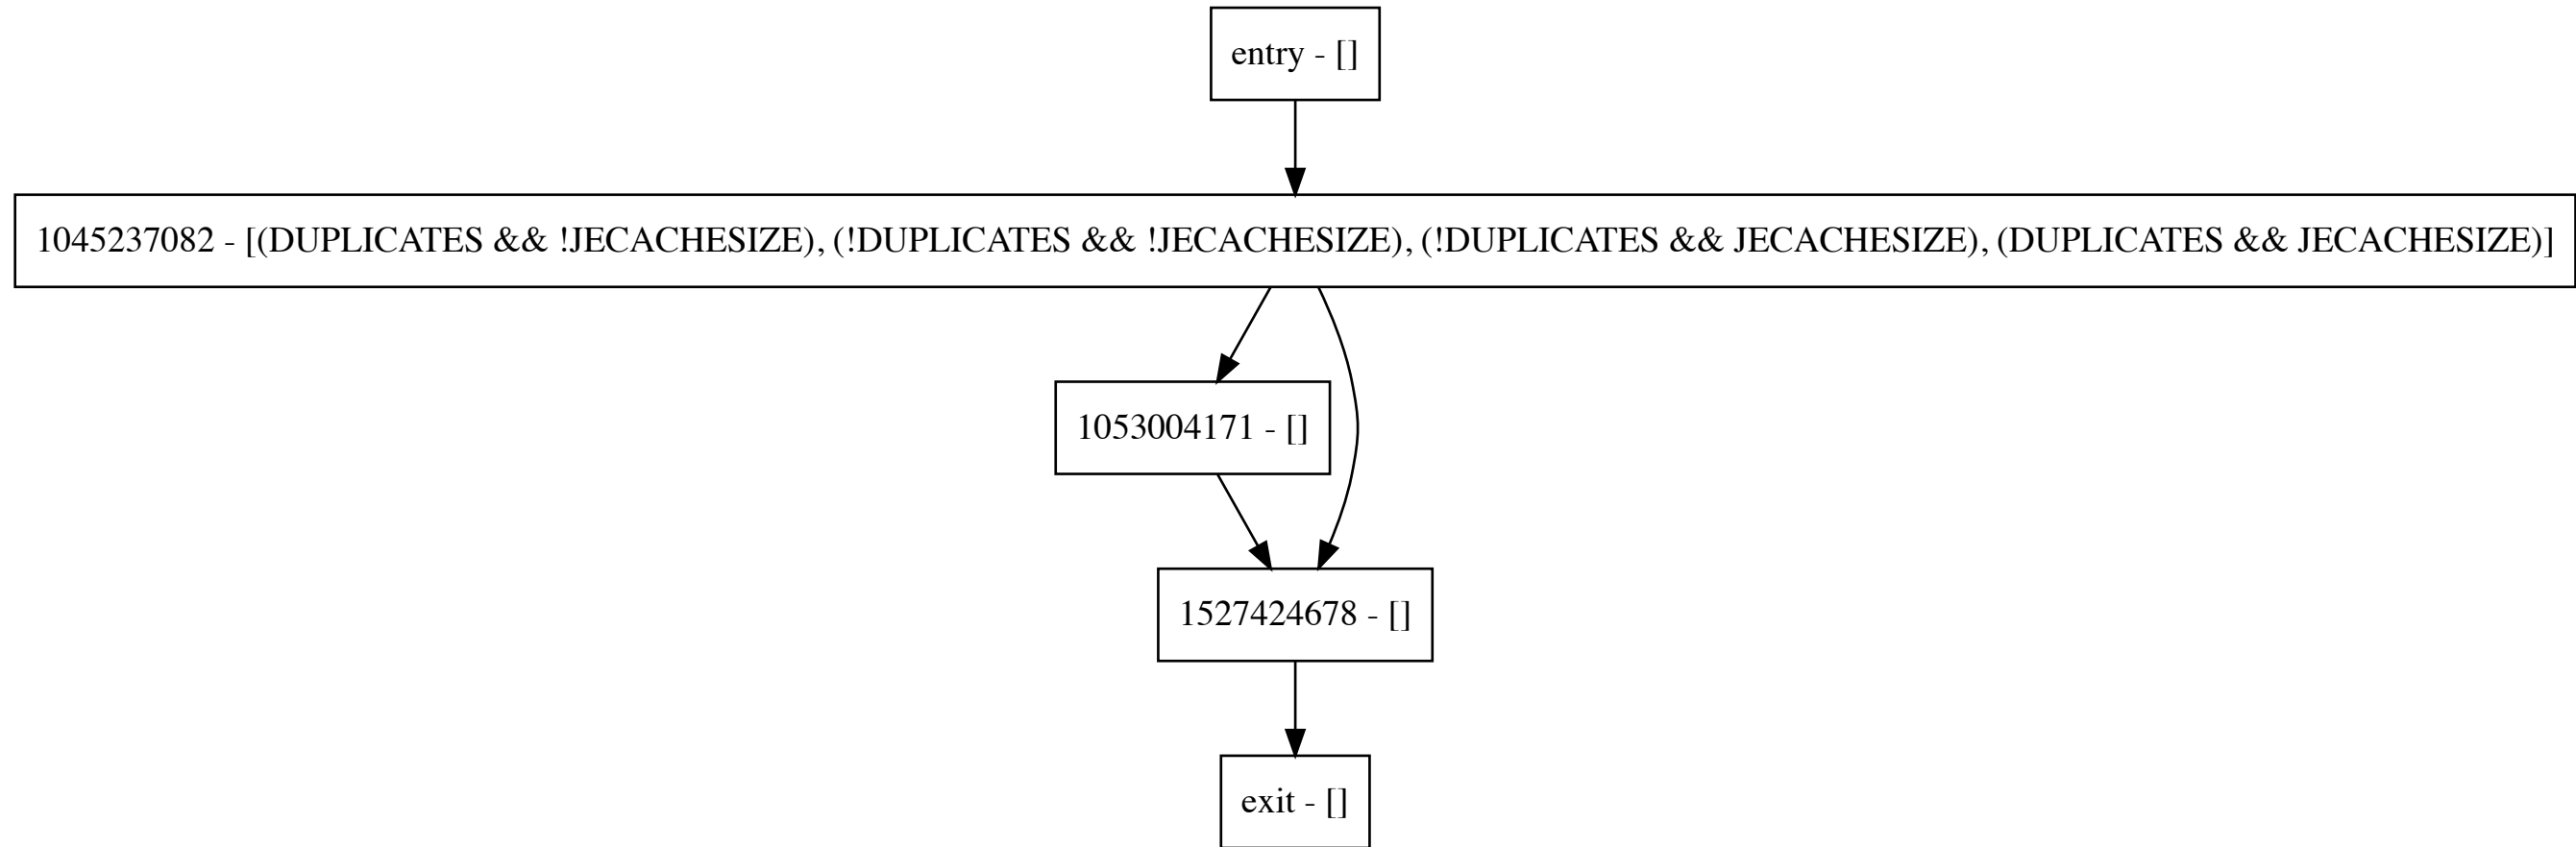 entry - []
1045237082 - [(DUPLICATES && !JECACHESIZE), (!DUPLICATES && !JECACHESIZE), (!DUPLICATES && JECACHESIZE), (DUPLICATES && JECACHESIZE)]
1053004171 - []
1527424678 - []
exit - []